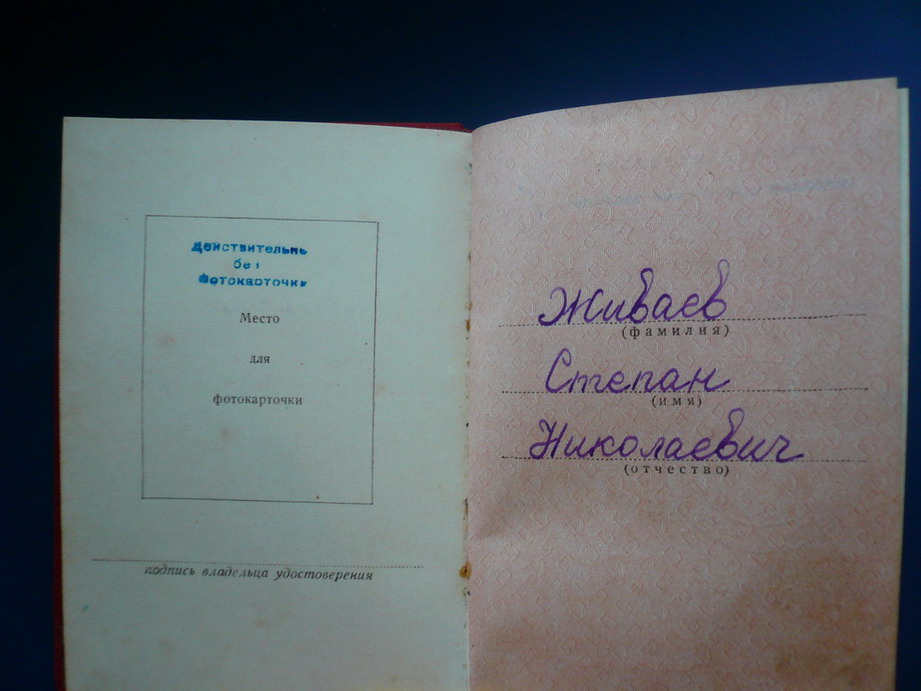 Действительно
без
фотокарточки
Место
для
фотокарточки
подпись владельца удостоверения
Живаев
(фамилия)
Степан
(имя)
Николаевич
(отчество)